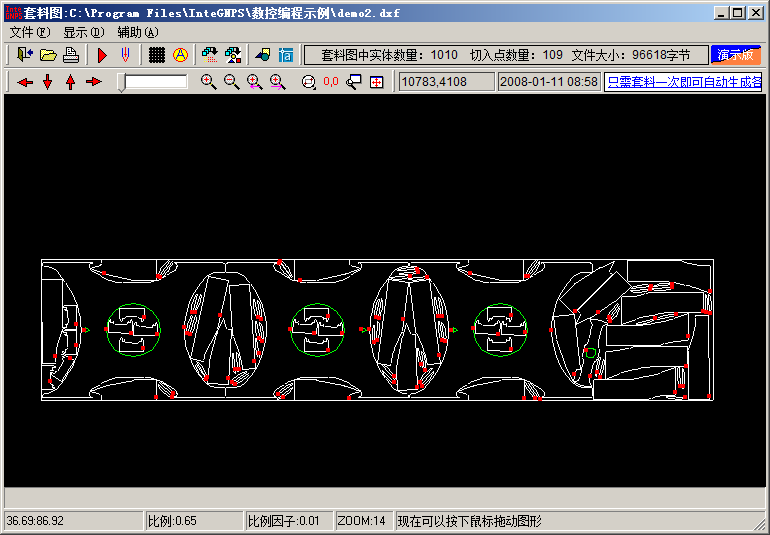 套料图:C:\Program Files\InteGNPS\数控编程示例\demo2.dxf
文件(F) 显示(D) 辅助(A)
套料图中实体数量：1010 切入点数量：109 文件大小：96618字节 演示版
0,0 10783,4108 2008-01-11 08:58 只需套料一次即可自动生成各
36.69:86.92 比例:0.65 比例因子:0.01 ZOOM:14 现在可以按下鼠标拖动图形